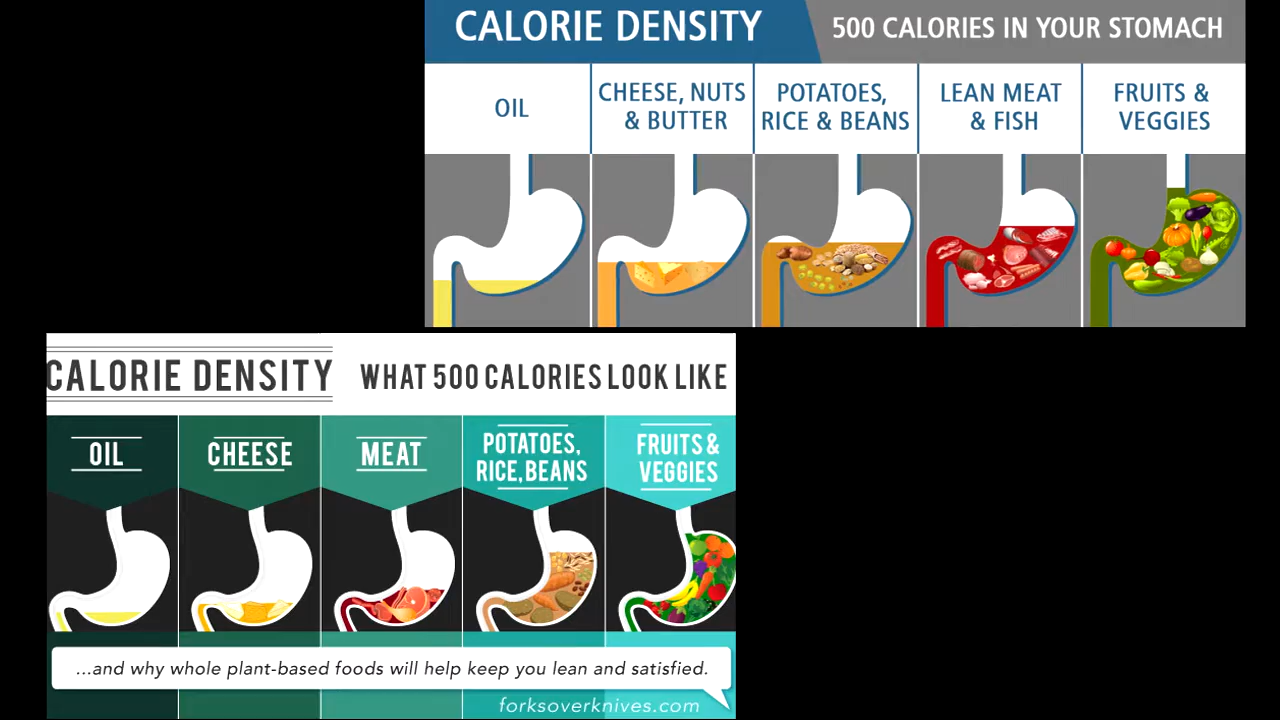 CALORIE DENSITY
500 CALORIES IN YOUR STOMACH
OIL
CHEESE, NUTS
& BUTTER
POTATOES,
RICE & BEANS
LEAN MEAT
& FISH
FRUITS &
VEGGIES
CALORIE DENSITY
WHAT 500 CALORIES LOOK LIKE
OIL
CHEESE
MEAT
POTATOES,
RICE, BEANS
FRUITS &
VEGGIES
...and why whole plant-based foods will help keep you lean and satisfied.
forksoverknives.com